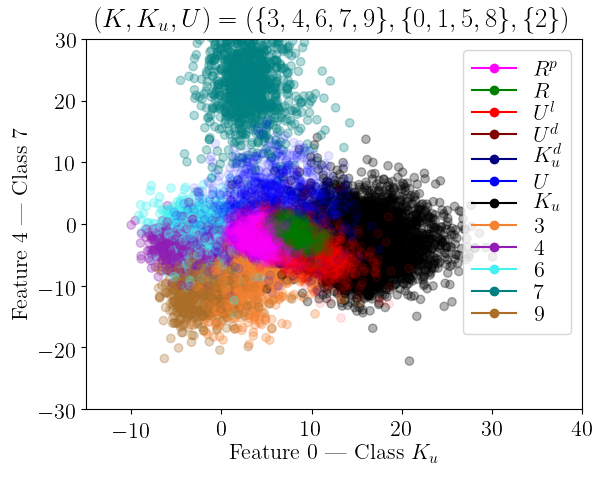 (K, K_u, U) = ({3, 4, 6, 7, 9}, {0, 1, 5, 8}, {2})
30
20
10
0
−10
−20
−30
Feature 4 — Class 7
R^p
R
U^l
U^d
K_u^d
U
K_u
3
4
6
7
9
−10
0
10
20
30
40
Feature 0 — Class K_u